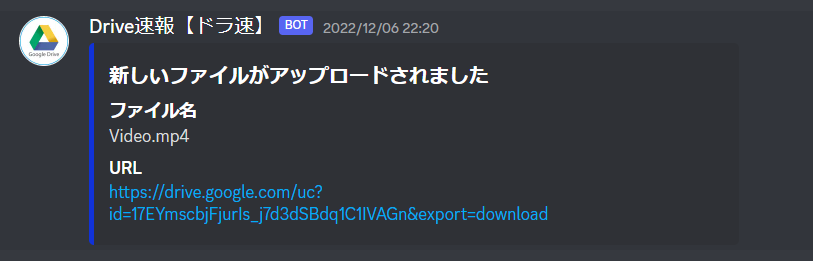 Google Drive
Drive速報【ドラ速】 BOT 2022/12/06 22:20
新しいファイルがアップロードされました
ファイル名
Video.mp4
URL
https://drive.google.com/uc?
id=17EYmscbjFjurIs_j7d3dSBdq1C1IVAGn&export=download